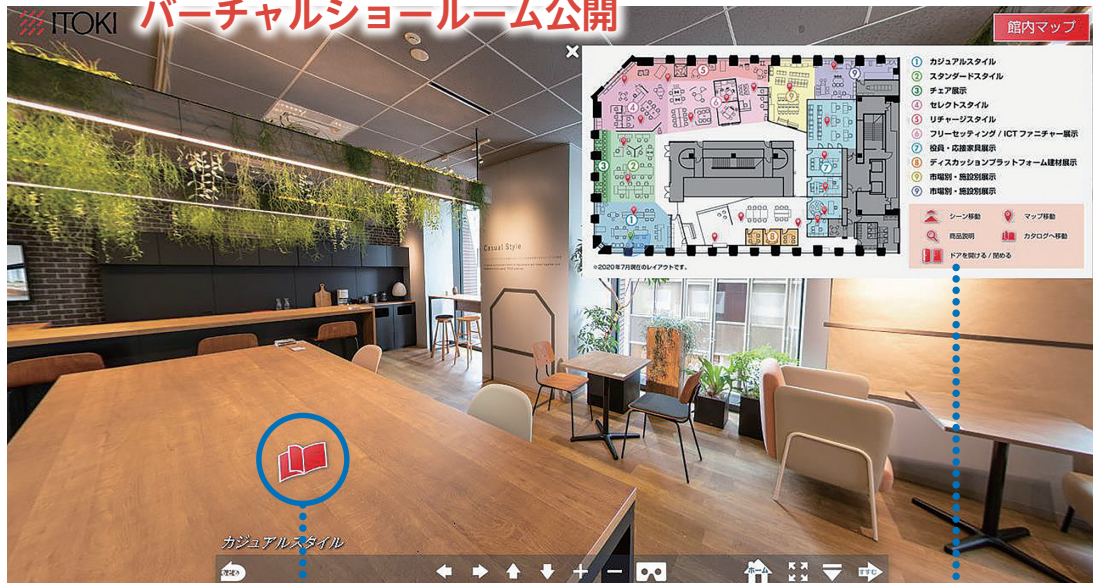 バーチャルショールーム公開
ITOKI
館内マップ
① カジュアルスタイル
② スタンダードスタイル
③ チェア展示
④ セレクトスタイル
⑤ リチャージスタイル
⑥ フリーセッティング / ICTファニチャー展示
⑦ 役員・応接家具展示
⑧ ディスカッションプラットフォーム建材展示
⑨ 市場別・施設別展示
⑨ 市場別・施設別展示
シーン移動
マップ移動
商品説明
カタログへ移動
ドアを開ける / 閉める
※2020年7月現在のレイアウトです。
Casual Style
カジュアルスタイル
もどる
ホーム
すすむ